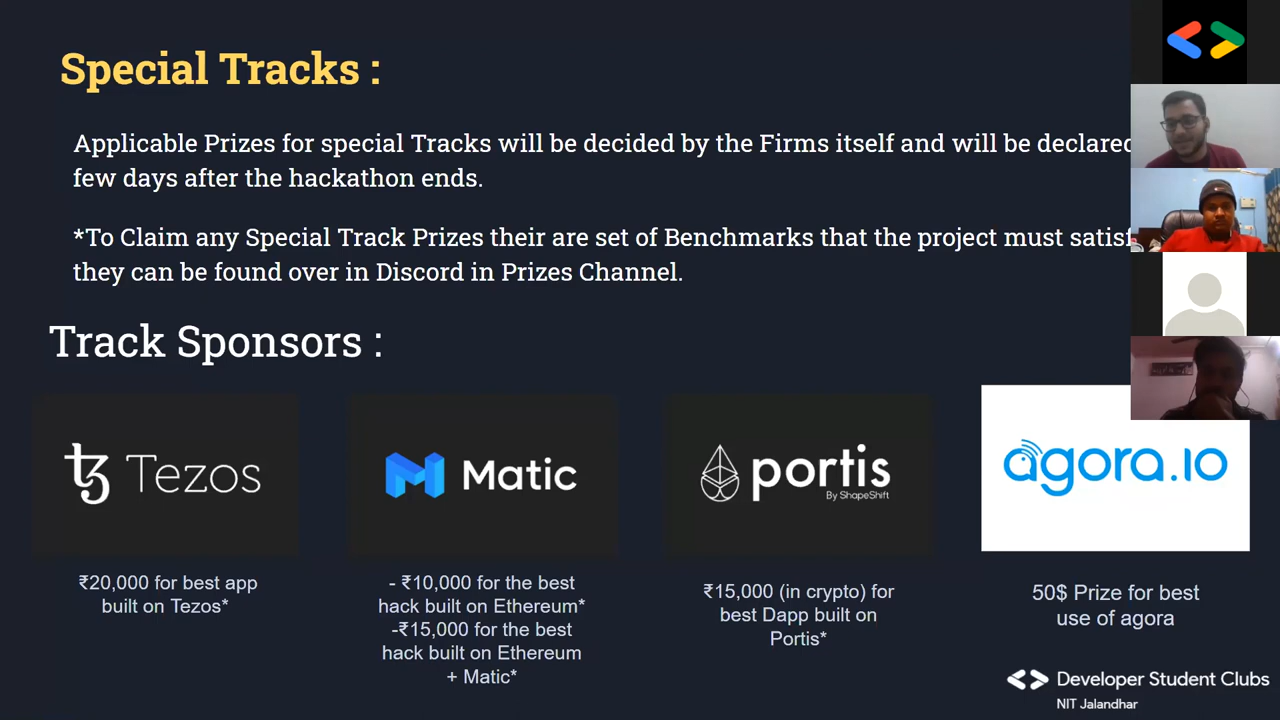 Special Tracks :
Applicable Prizes for special Tracks will be decided by the Firms itself and will be declared
few days after the hackathon ends.
*To Claim any Special Track Prizes their are set of Benchmarks that the project must
they can be found over in Discord in Prizes Channel.
Track Sponsors :
Tezos
Matic
portis
By ShapeShift
agora.io
₹20,000 for best app
built on Tezos*
- ₹10,000 for the best
hack built on Ethereum*
-₹15,000 for the best
hack built on Ethereum
+ Matic*
₹15,000 (in crypto) for
best Dapp built on
Portis*
50$ Prize for best
use of agora
Developer Student Clubs
NIT Jalandhar